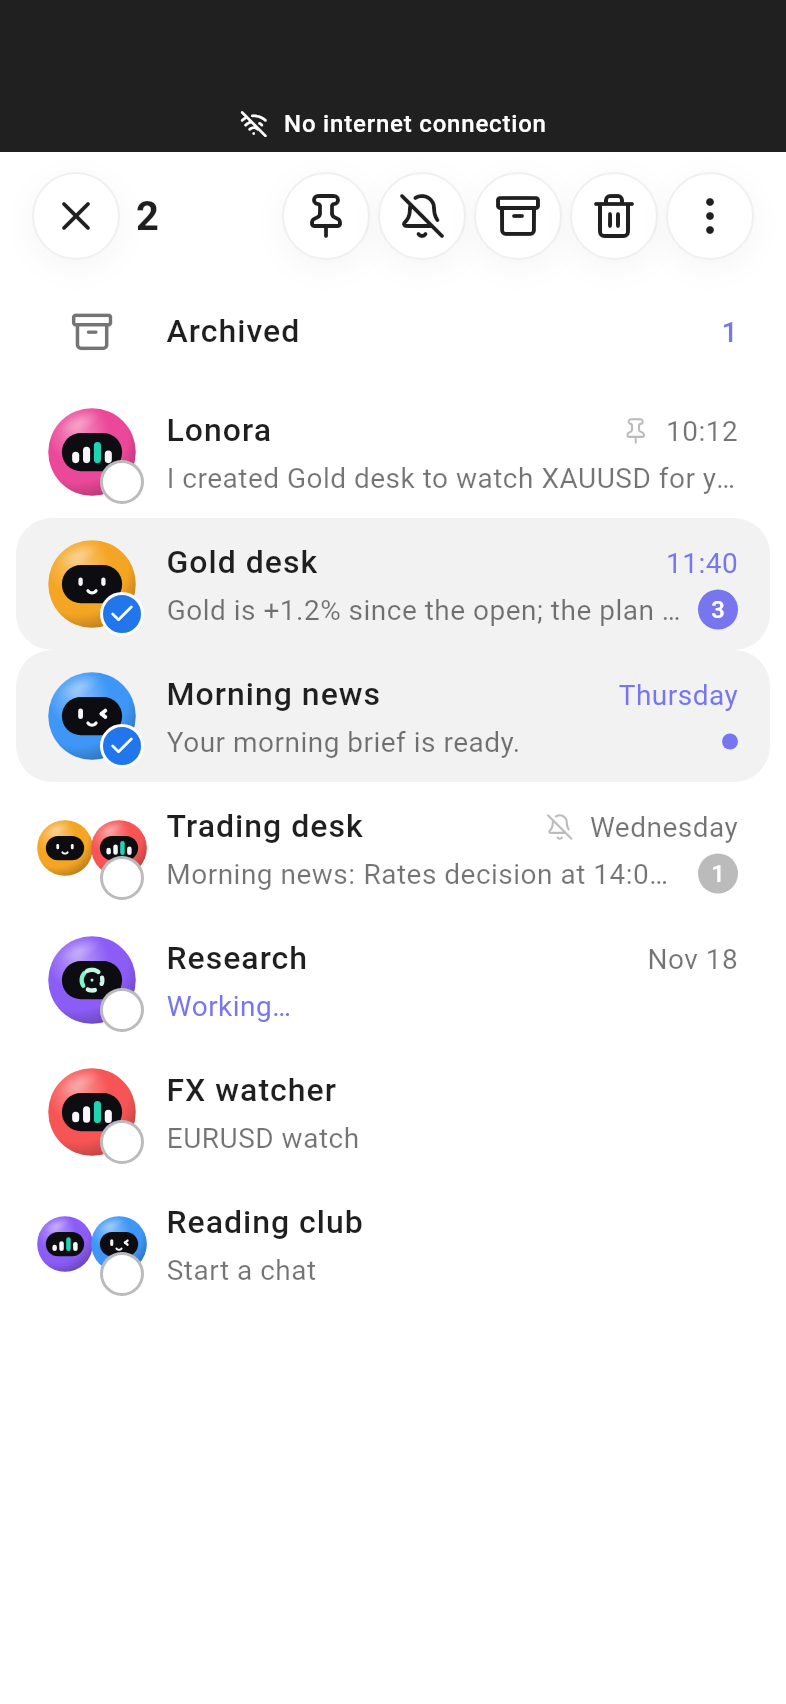 No internet connection
2
Archived 1
Lonora 10:12
I created Gold desk to watch XAUUSD for y…
Gold desk 11:40
Gold is +1.2% since the open; the plan … 3
Morning news Thursday
Your morning brief is ready.
Trading desk Wednesday
Morning news: Rates decision at 14:0… 1
Research Nov 18
Working…
FX watcher
EURUSD watch
Reading club
Start a chat